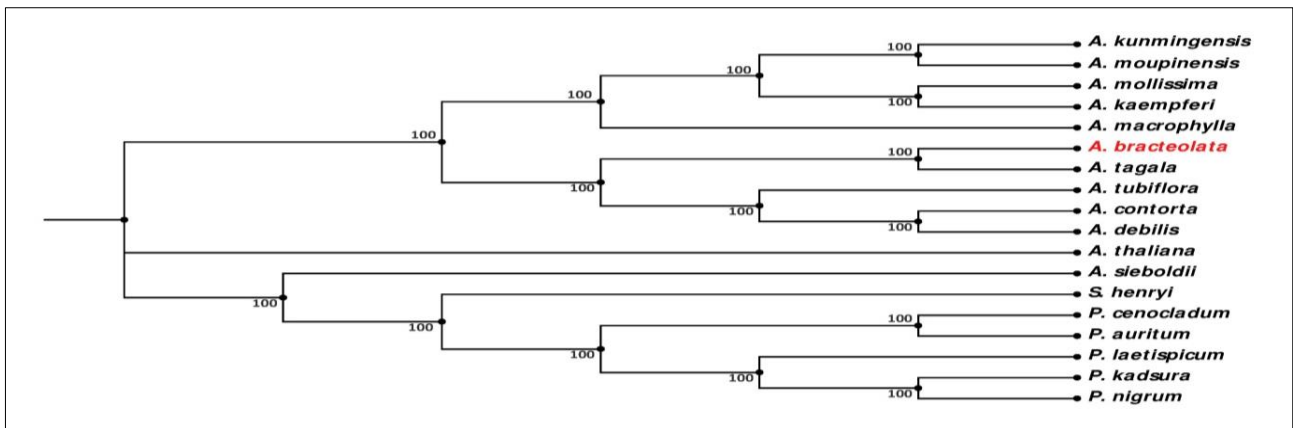 100 A. kunmingensis
100 A. moupinensis
100 A. mollissima
100 100 A. kaempferi
100 A. macrophylla
100 A. bracteolata
A. tagala
100 A. tubiflora
100 A. contorta
100 A. debilis
A. thaliana
A. sieboldii
100 S. henryi
100 P. cenocladum
100 P. auritum
100 P. laetispicum
100 P. kadsura
100 P. nigrum